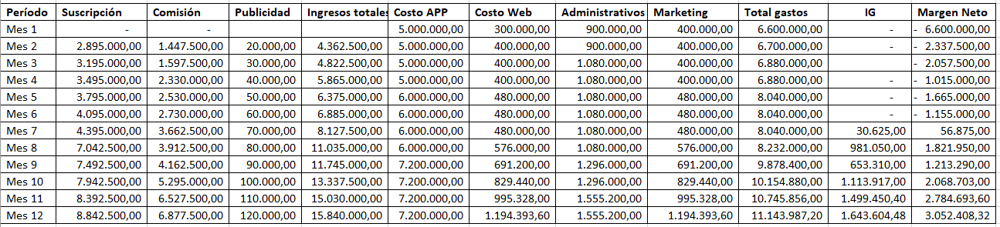 Período Suscripción Comisión Publicidad Ingresos totales Costo APP Costo Web Administrativos Marketing Total gastos IG Margen Neto
Mes 1 - - 5.000.000,00 300.000,00 900.000,00 400.000,00 6.600.000,00 - - 6.600.000,00
Mes 2 2.895.000,00 1.447.500,00 20.000,00 4.362.500,00 5.000.000,00 400.000,00 900.000,00 400.000,00 6.700.000,00 - - 2.337.500,00
Mes 3 3.195.000,00 1.597.500,00 30.000,00 4.822.500,00 5.000.000,00 400.000,00 1.080.000,00 400.000,00 6.880.000,00 - 2.057.500,00
Mes 4 3.495.000,00 2.330.000,00 40.000,00 5.865.000,00 5.000.000,00 400.000,00 1.080.000,00 400.000,00 6.880.000,00 - - 1.015.000,00
Mes 5 3.795.000,00 2.530.000,00 50.000,00 6.375.000,00 6.000.000,00 480.000,00 1.080.000,00 480.000,00 8.040.000,00 - - 1.665.000,00
Mes 6 4.095.000,00 2.730.000,00 60.000,00 6.885.000,00 6.000.000,00 480.000,00 1.080.000,00 480.000,00 8.040.000,00 - - 1.155.000,00
Mes 7 4.395.000,00 3.662.500,00 70.000,00 8.127.500,00 6.000.000,00 480.000,00 1.080.000,00 480.000,00 8.040.000,00 30.625,00 56.875,00
Mes 8 7.042.500,00 3.912.500,00 80.000,00 11.035.000,00 6.000.000,00 576.000,00 1.080.000,00 576.000,00 8.232.000,00 981.050,00 1.821.950,00
Mes 9 7.492.500,00 4.162.500,00 90.000,00 11.745.000,00 7.200.000,00 691.200,00 1.296.000,00 691.200,00 9.878.400,00 653.310,00 1.213.290,00
Mes 10 7.942.500,00 5.295.000,00 100.000,00 13.337.500,00 7.200.000,00 829.440,00 1.296.000,00 829.440,00 10.154.880,00 1.113.917,00 2.068.703,00
Mes 11 8.392.500,00 6.527.500,00 110.000,00 15.030.000,00 7.200.000,00 995.328,00 1.555.200,00 995.328,00 10.745.856,00 1.499.450,40 2.784.693,60
Mes 12 8.842.500,00 6.877.500,00 120.000,00 15.840.000,00 7.200.000,00 1.194.393,60 1.555.200,00 1.194.393,60 11.143.987,20 1.643.604,48 3.052.408,32